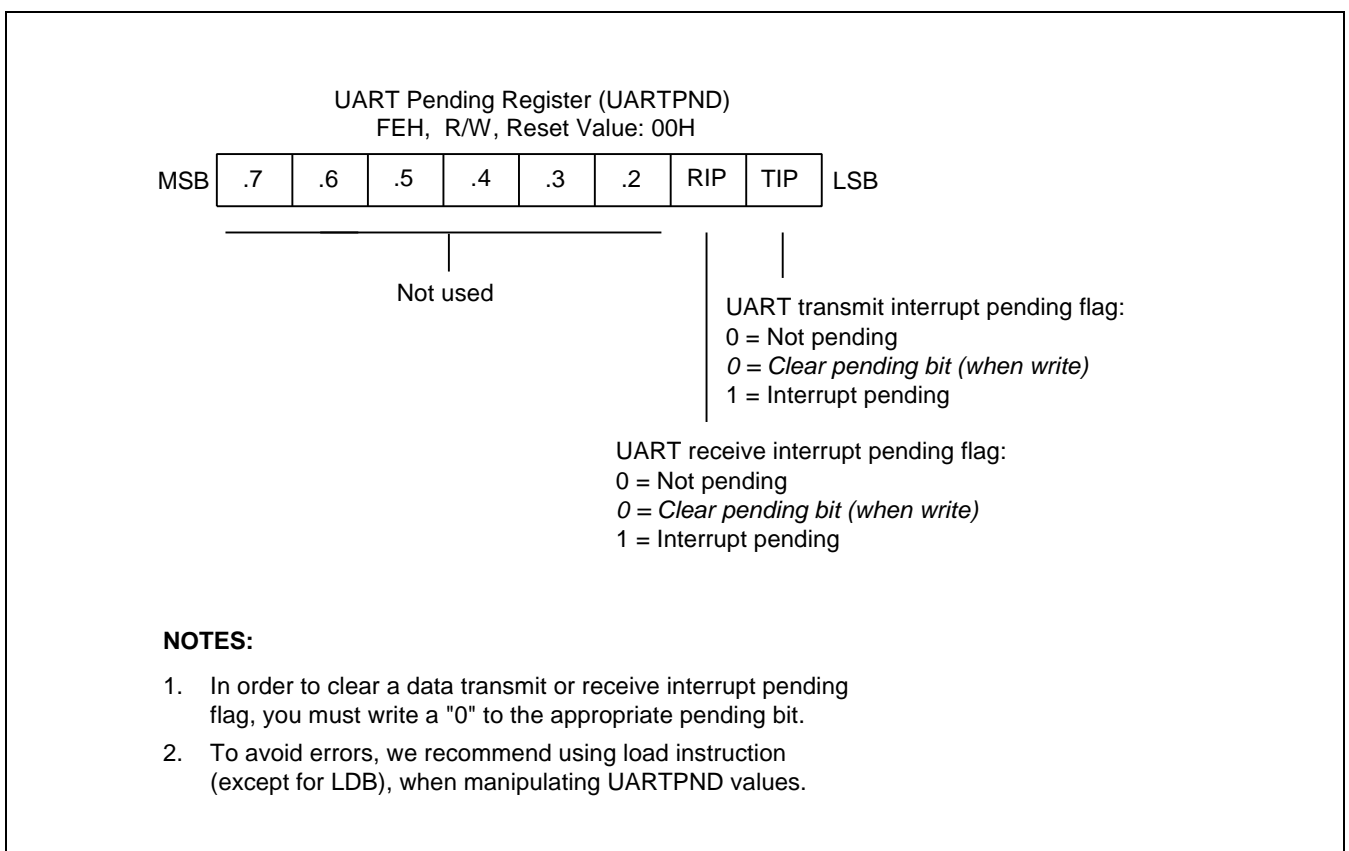 UART Pending Register (UARTPND)
FEH, R/W, Reset Value: 00H
MSB .7 .6 .5 .4 .3 .2 RIP TIP LSB
Not used
UART transmit interrupt pending flag:
0 = Not pending
0 = Clear pending bit (when write)
1 = Interrupt pending
UART receive interrupt pending flag:
0 = Not pending
0 = Clear pending bit (when write)
1 = Interrupt pending
NOTES:
1. In order to clear a data transmit or receive interrupt pending
flag, you must write a "0" to the appropriate pending bit.
2. To avoid errors, we recommend using load instruction
(except for LDB), when manipulating UARTPND values.